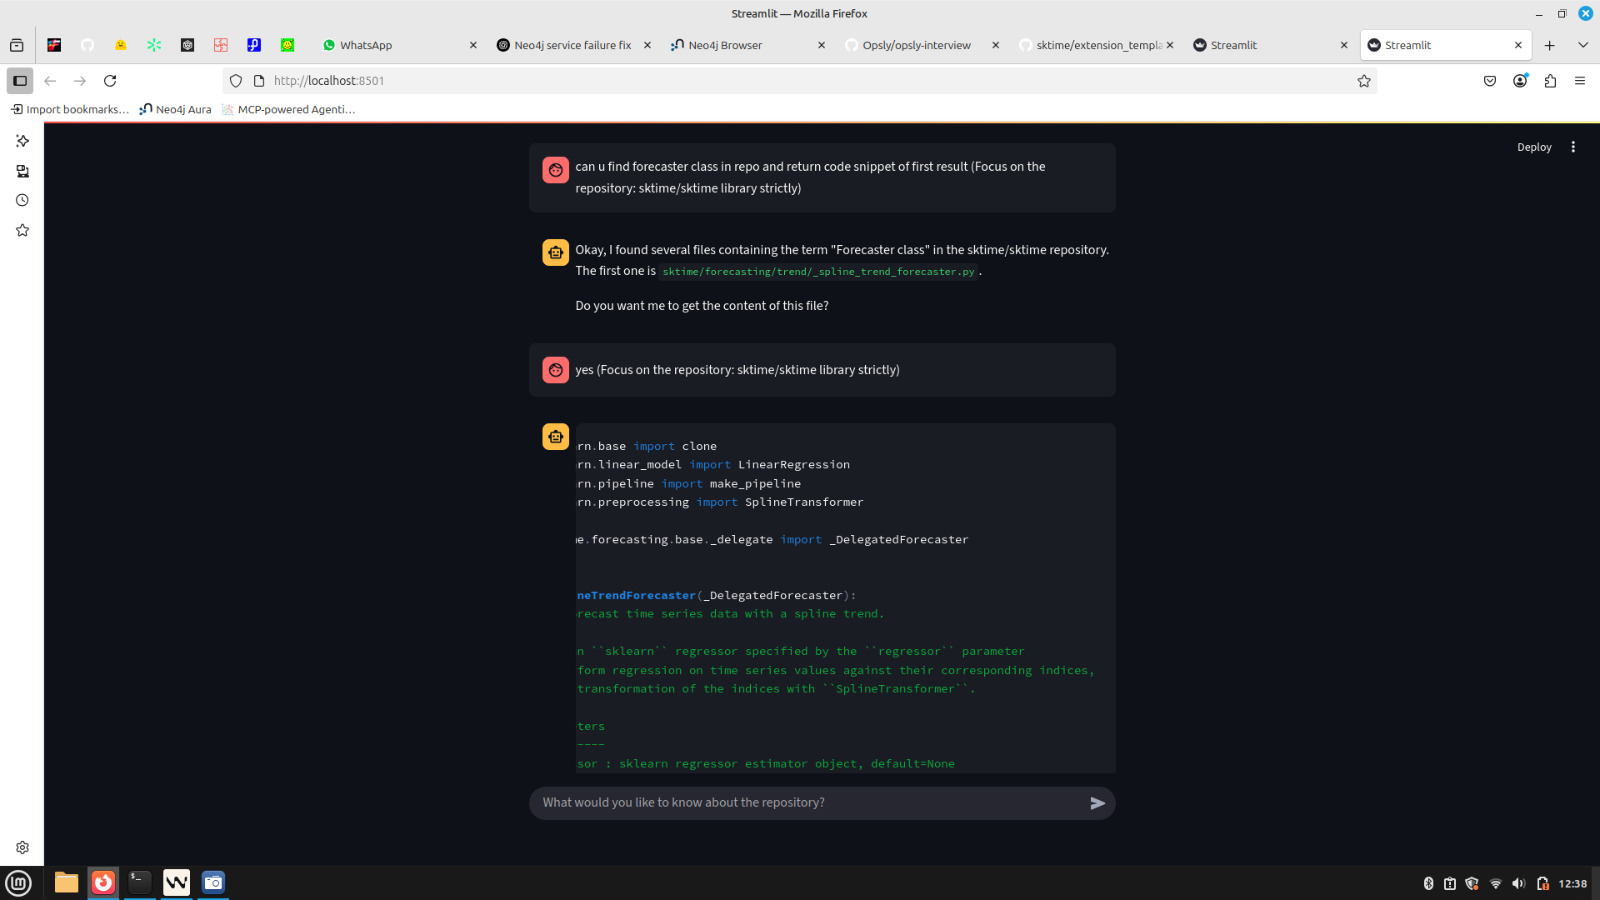 Streamlit — Mozilla Firefox
WhatsApp
Neo4j service failure fix
Neo4j Browser
Opsly/opsly-interview
sktime/extension_templa
Streamlit
Streamlit
http://localhost:8501
Import bookmarks...
Neo4j Aura
MCP-powered Agenti...
Deploy
can u find forecaster class in repo and return code snippet of first result (Focus on the
repository: sktime/sktime library strictly)
Okay, I found several files containing the term "Forecaster class" in the sktime/sktime repository.
The first one is sktime/forecasting/trend/_spline_trend_forecaster.py .
Do you want me to get the content of this file?
yes (Focus on the repository: sktime/sktime library strictly)
rn.base import clone
rn.linear_model import LinearRegression
rn.pipeline import make_pipeline
rn.preprocessing import SplineTransformer
e.forecasting.base._delegate import _DelegatedForecaster
neTrendForecaster(_DelegatedForecaster):
recast time series data with a spline trend.
n ``sklearn`` regressor specified by the ``regressor`` parameter
form regression on time series values against their corresponding indices,
transformation of the indices with ``SplineTransformer``.
ters
----
sor : sklearn regressor estimator object, default=None
What would you like to know about the repository?
12:38